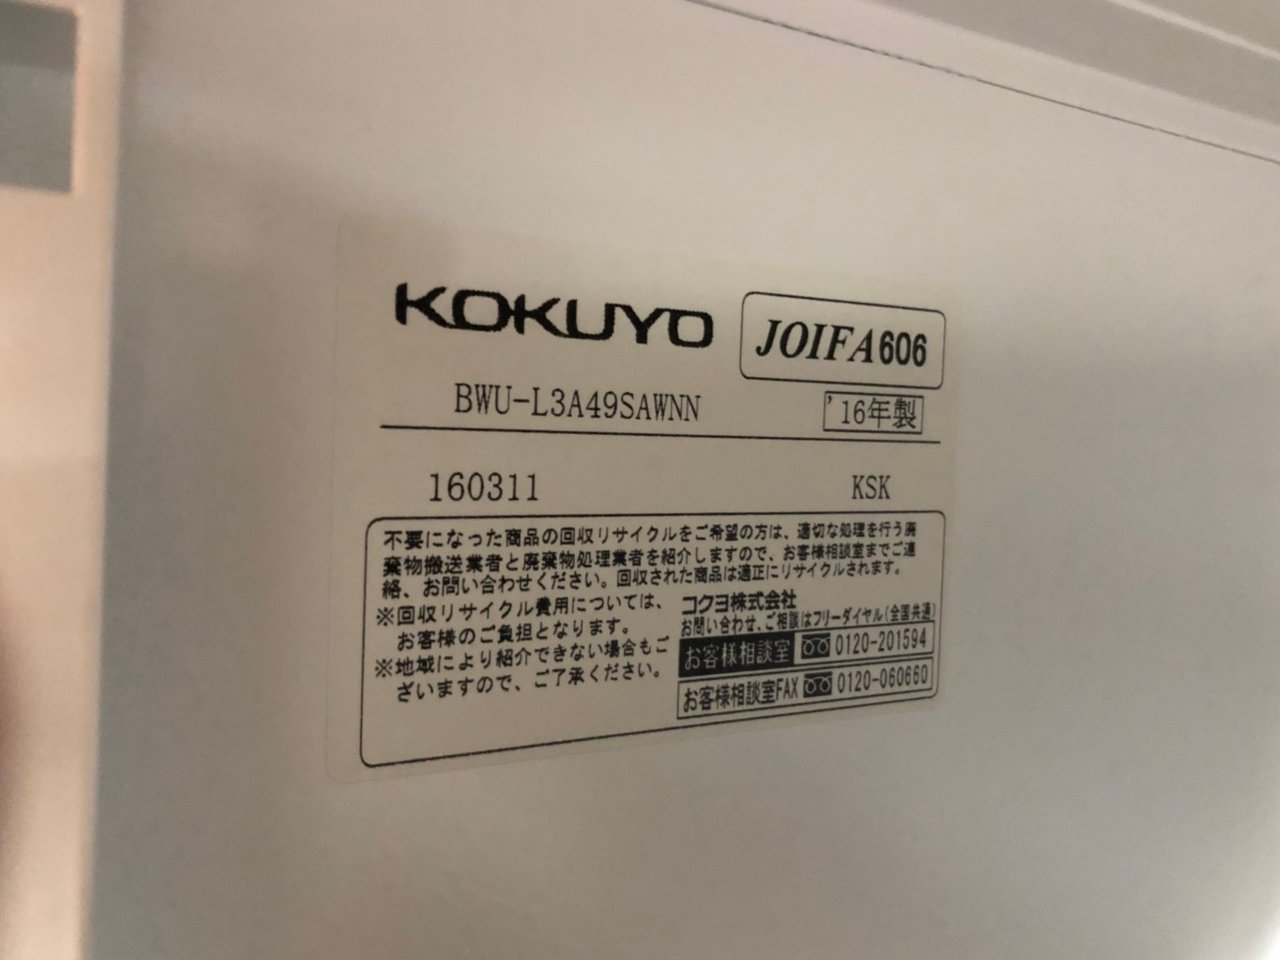 KOKUYO
JOIFA606
BWU-L3A49SAWNN
'16年製
160311
KSK
不要になった商品の回収リサイクルをご希望の方は、適切な処理を行う廃
棄物搬送業者と廃棄物処理業者を紹介しますので、お客様相談室までご連
絡、お問い合わせください。回収された商品は適正にリサイクルされます。
※回収リサイクル費用については、
お客様のご負担となります。
※地域により紹介できない場合もご
ざいますので、ご了承ください。
コクヨ株式会社
お問い合わせ、ご相談はフリーダイヤル(全国共通)
お客様相談室 0120-201594
お客様相談室FAX 0120-060660